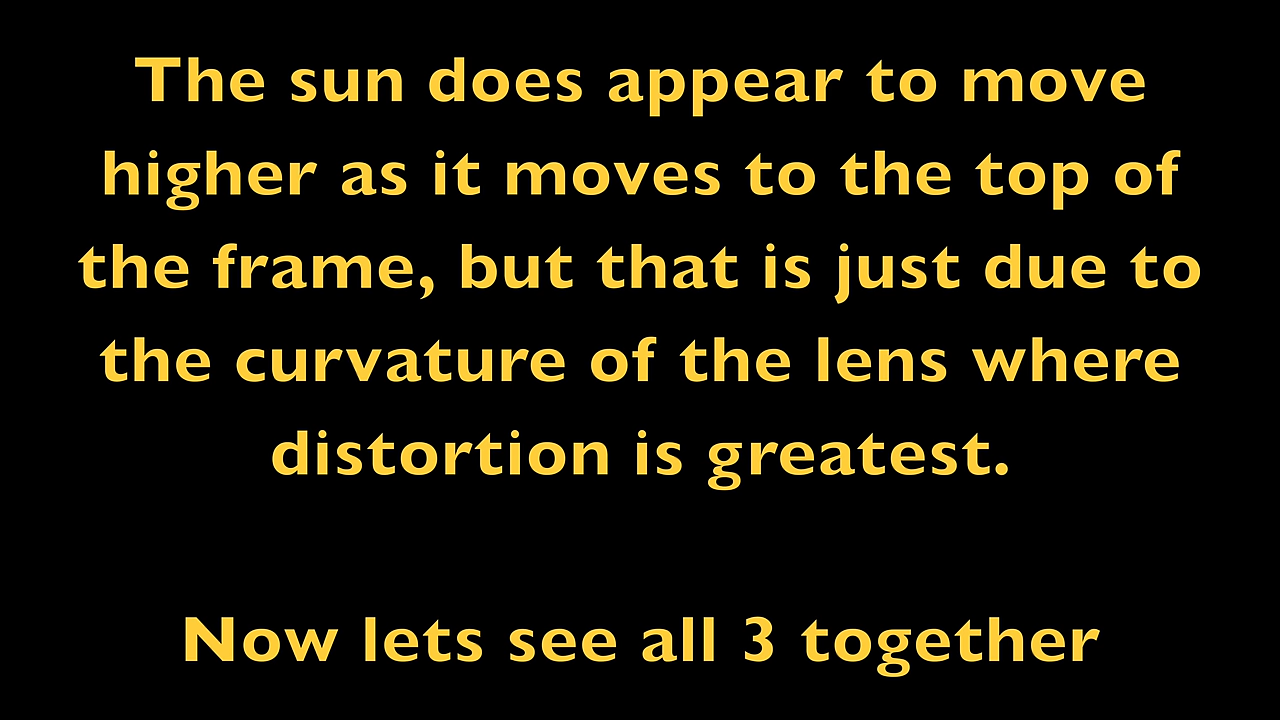 The sun does appear to move
higher as it moves to the top of
the frame, but that is just due to
the curvature of the lens where
distortion is greatest.
Now lets see all 3 together